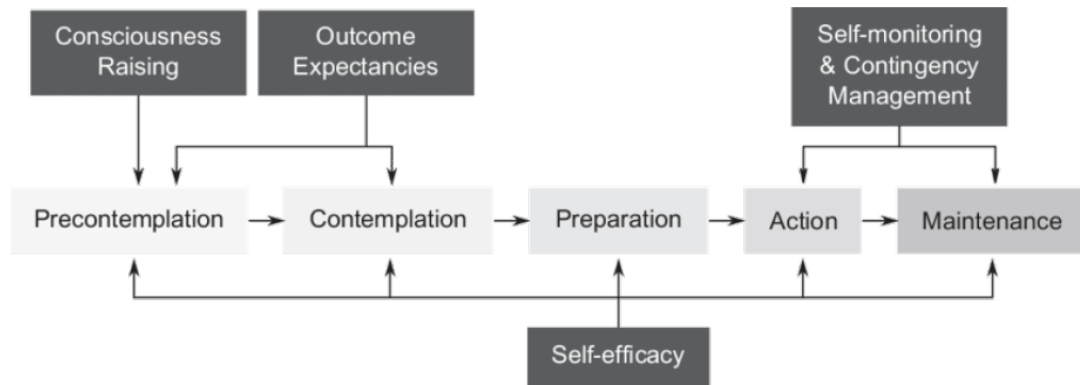 Consciousness
Raising
Outcome
Expectancies
Self-monitoring
& Contingency
Management
Precontemplation
Contemplation
Preparation
Action
Maintenance
Self-efficacy